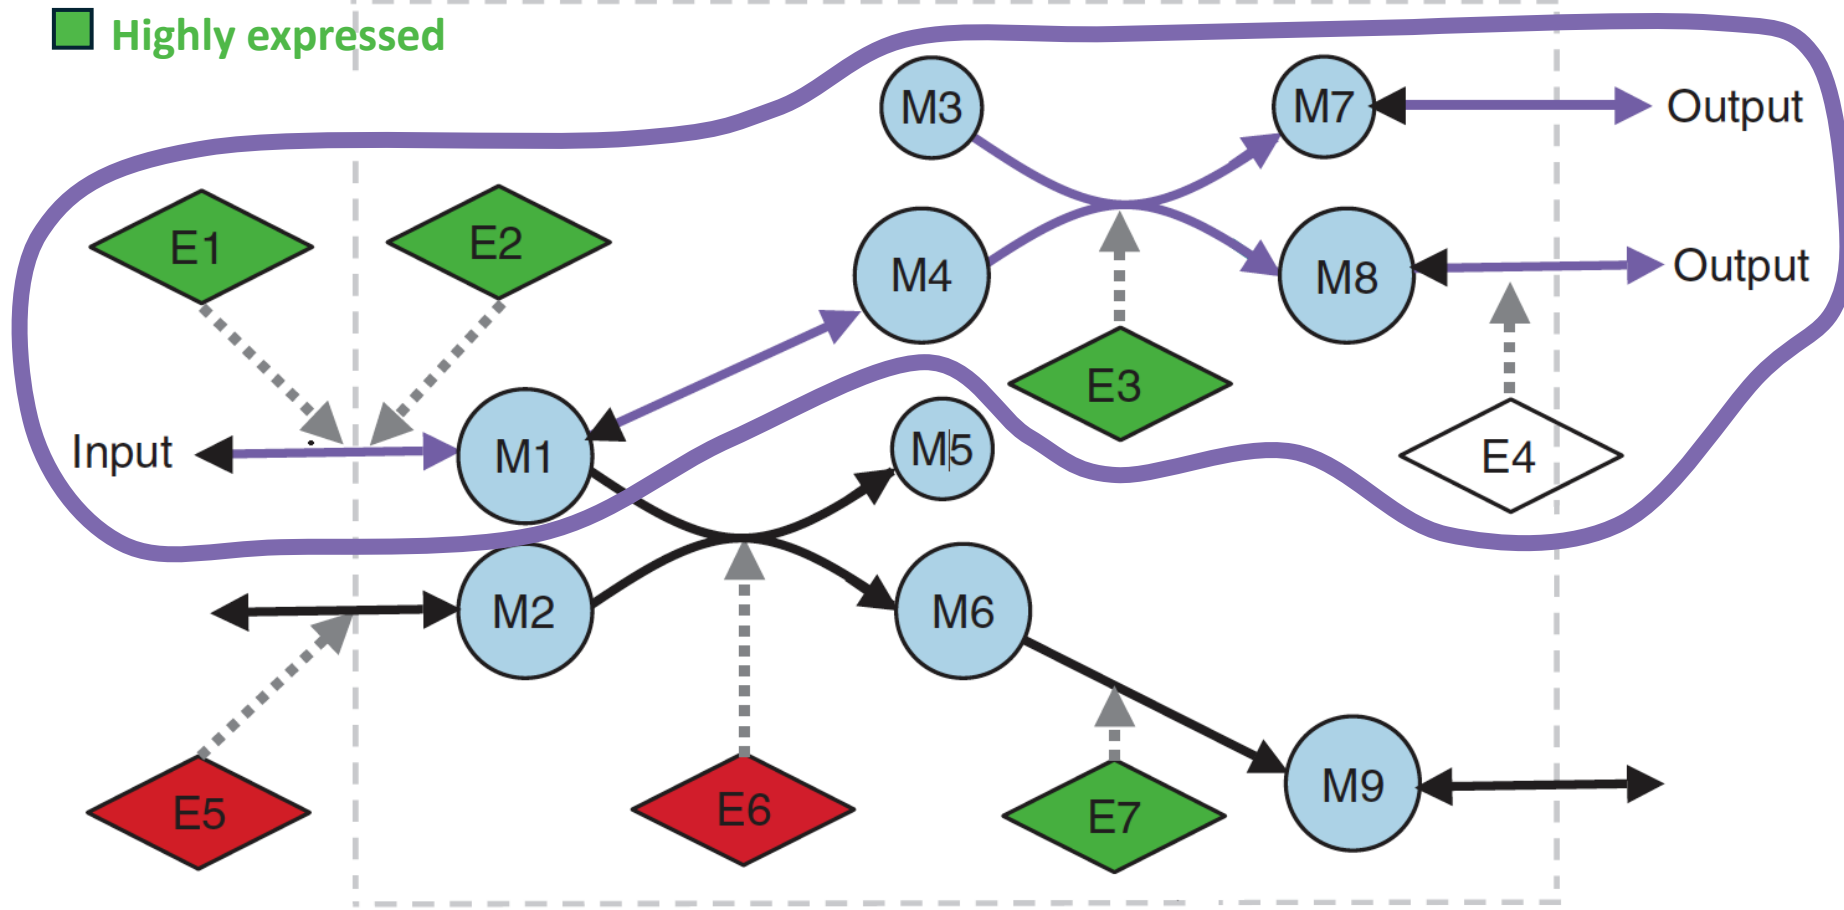 Highly expressed
M3
M7
Output
E1
E2
M4
M8
Output
E3
Input
M1
M5
E4
M2
M6
E5
E6
E7
M9